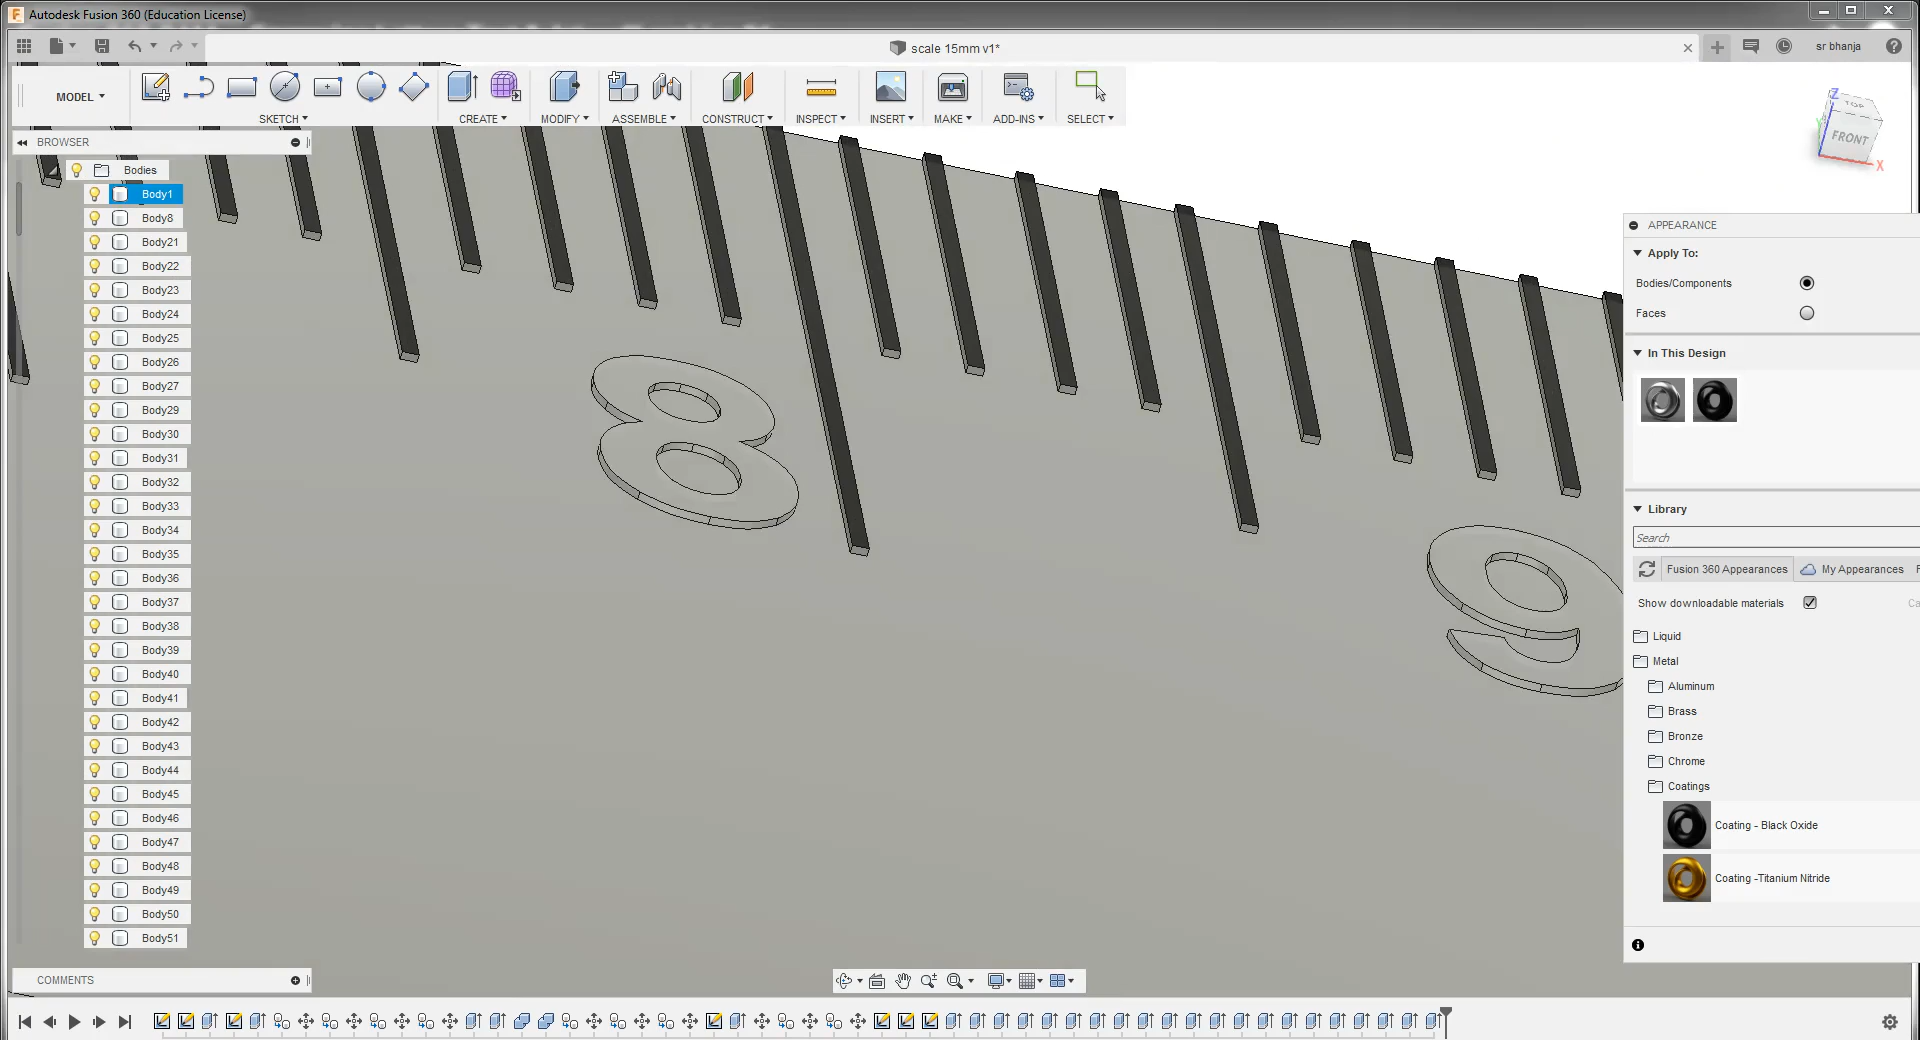 Autodesk Fusion 360 (Education License)
scale 15mm v1*
sr bhanja
MODEL
SKETCH
CREATE
MODIFY
ASSEMBLE
CONSTRUCT
INSPECT
INSERT
MAKE
ADD-INS
SELECT
TOP
FRONT
Z
Y
X
BROWSER
Bodies
Body1
Body8
Body21
Body22
Body23
Body24
Body25
Body26
Body27
Body29
Body30
Body31
Body32
Body33
Body34
Body35
Body36
Body37
Body38
Body39
Body40
Body41
Body42
Body43
Body44
Body45
Body46
Body47
Body48
Body49
Body50
Body51
8
9
APPEARANCE
Apply To:
Bodies/Components
Faces
In This Design
Library
Search
Fusion 360 Appearances
My Appearances
Show downloadable materials
Liquid
Metal
Aluminum
Brass
Bronze
Chrome
Coatings
Coating - Black Oxide
Coating -Titanium Nitride
COMMENTS